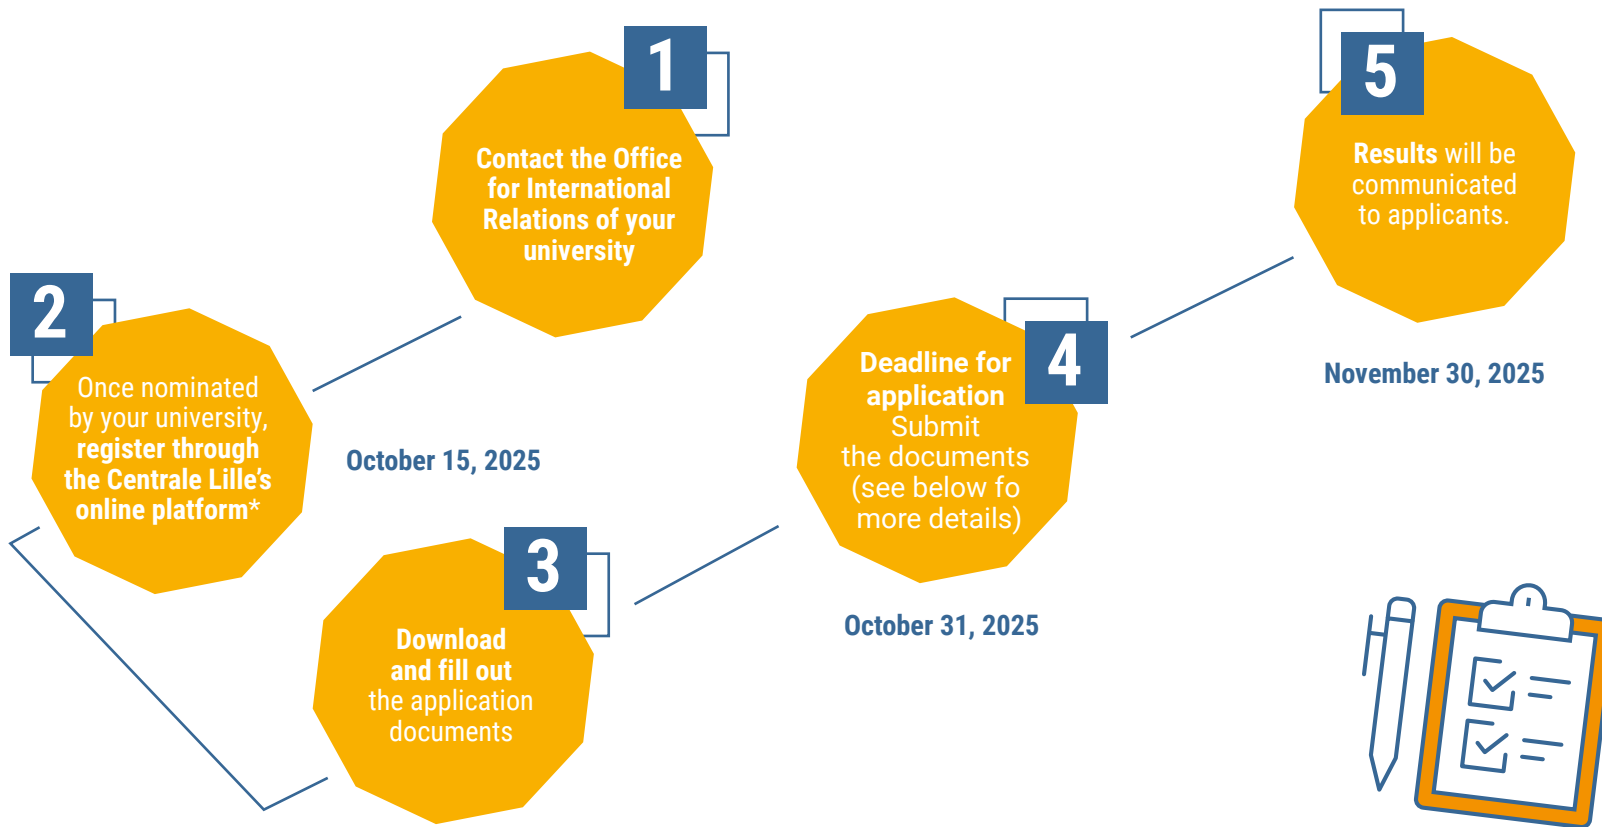 1
Contact the Office
for International
Relations of your
university
2
Once nominated
by your university,
register through
the Centrale Lille's
online platform*
October 15, 2025
3
Download
and fill out
the application
documents
4
Deadline for
application
Submit
the documents
(see below fo
more details)
October 31, 2025
5
Results will be
communicated
to applicants.
November 30, 2025